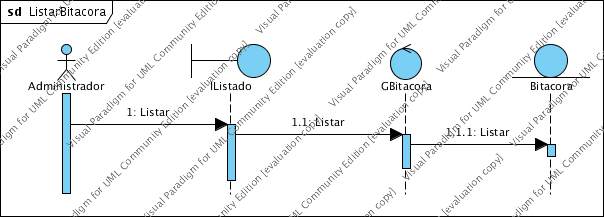 sd ListarBitacora
Administrador
IListado
GBitacora
Bitacora
1: Listar
1.1: Listar
1.1.1: Listar
Visual Paradigm for UML Community Edition [evaluation copy]